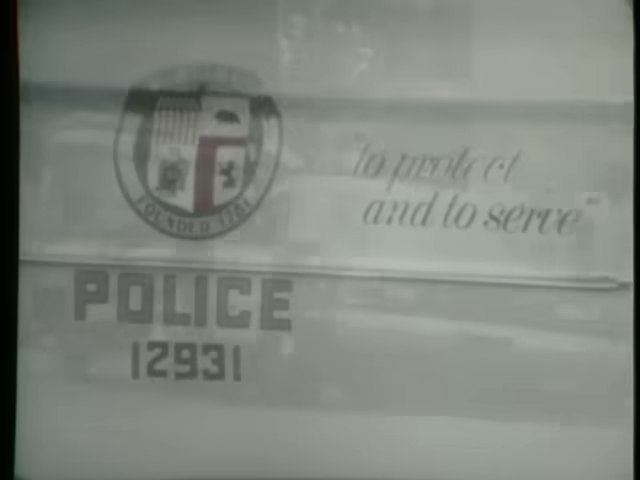 FOUNDED 1781
to protect
and to serve"
POLICE
12931